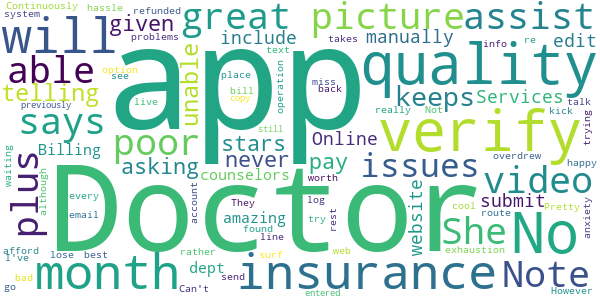 Continuously hassle refunded
system problems
given great picture assist
will app include manually edit
able unable text takes info re
option see place bill operation miss back quality
telling live copy
previously
keeps Services
says poor stars still really Not talk
Online kick trying
Billing asking never pay verify
waiting although plus counselors worth issues overdrew happy
every account They log video
email Doctor amazing try rest website submit cool Pretty
found line She No route anxiety
afford I've dept rather web exhaustion
lose best
go bad month Can't send surf insurance Note
entered However